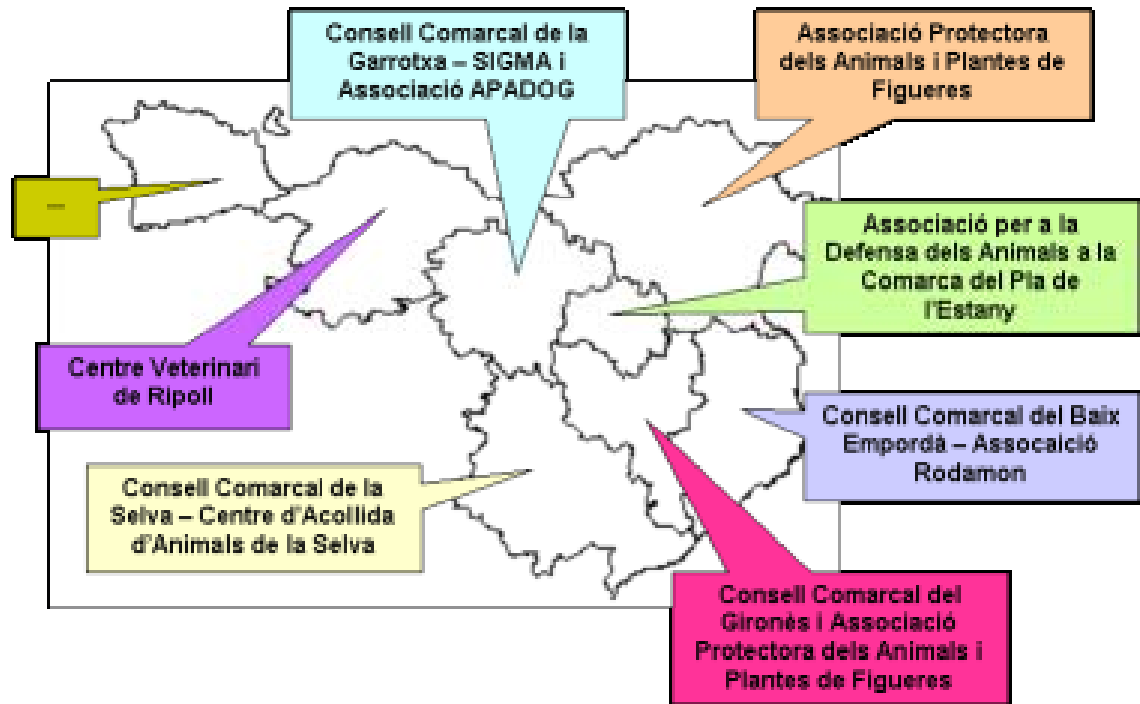 Consell Comarcal de la
Garrotxa – SIGMA i
Associació APADOG
Associació Protectora
dels Animals i Plantes de
Figueres
---
Associació per a la
Defensa dels Animals a la
Comarca del Pla de
l'Estany
Centre Veterinari
de Ripoll
Consell Comarcal del Baix
Empordà – Assocaició
Rodamon
Consell Comarcal de la
Selva – Centre d'Acollida
d'Animals de la Selva
Consell Comarcal del
Gironès i Associació
Protectora dels Animals i
Plantes de Figueres